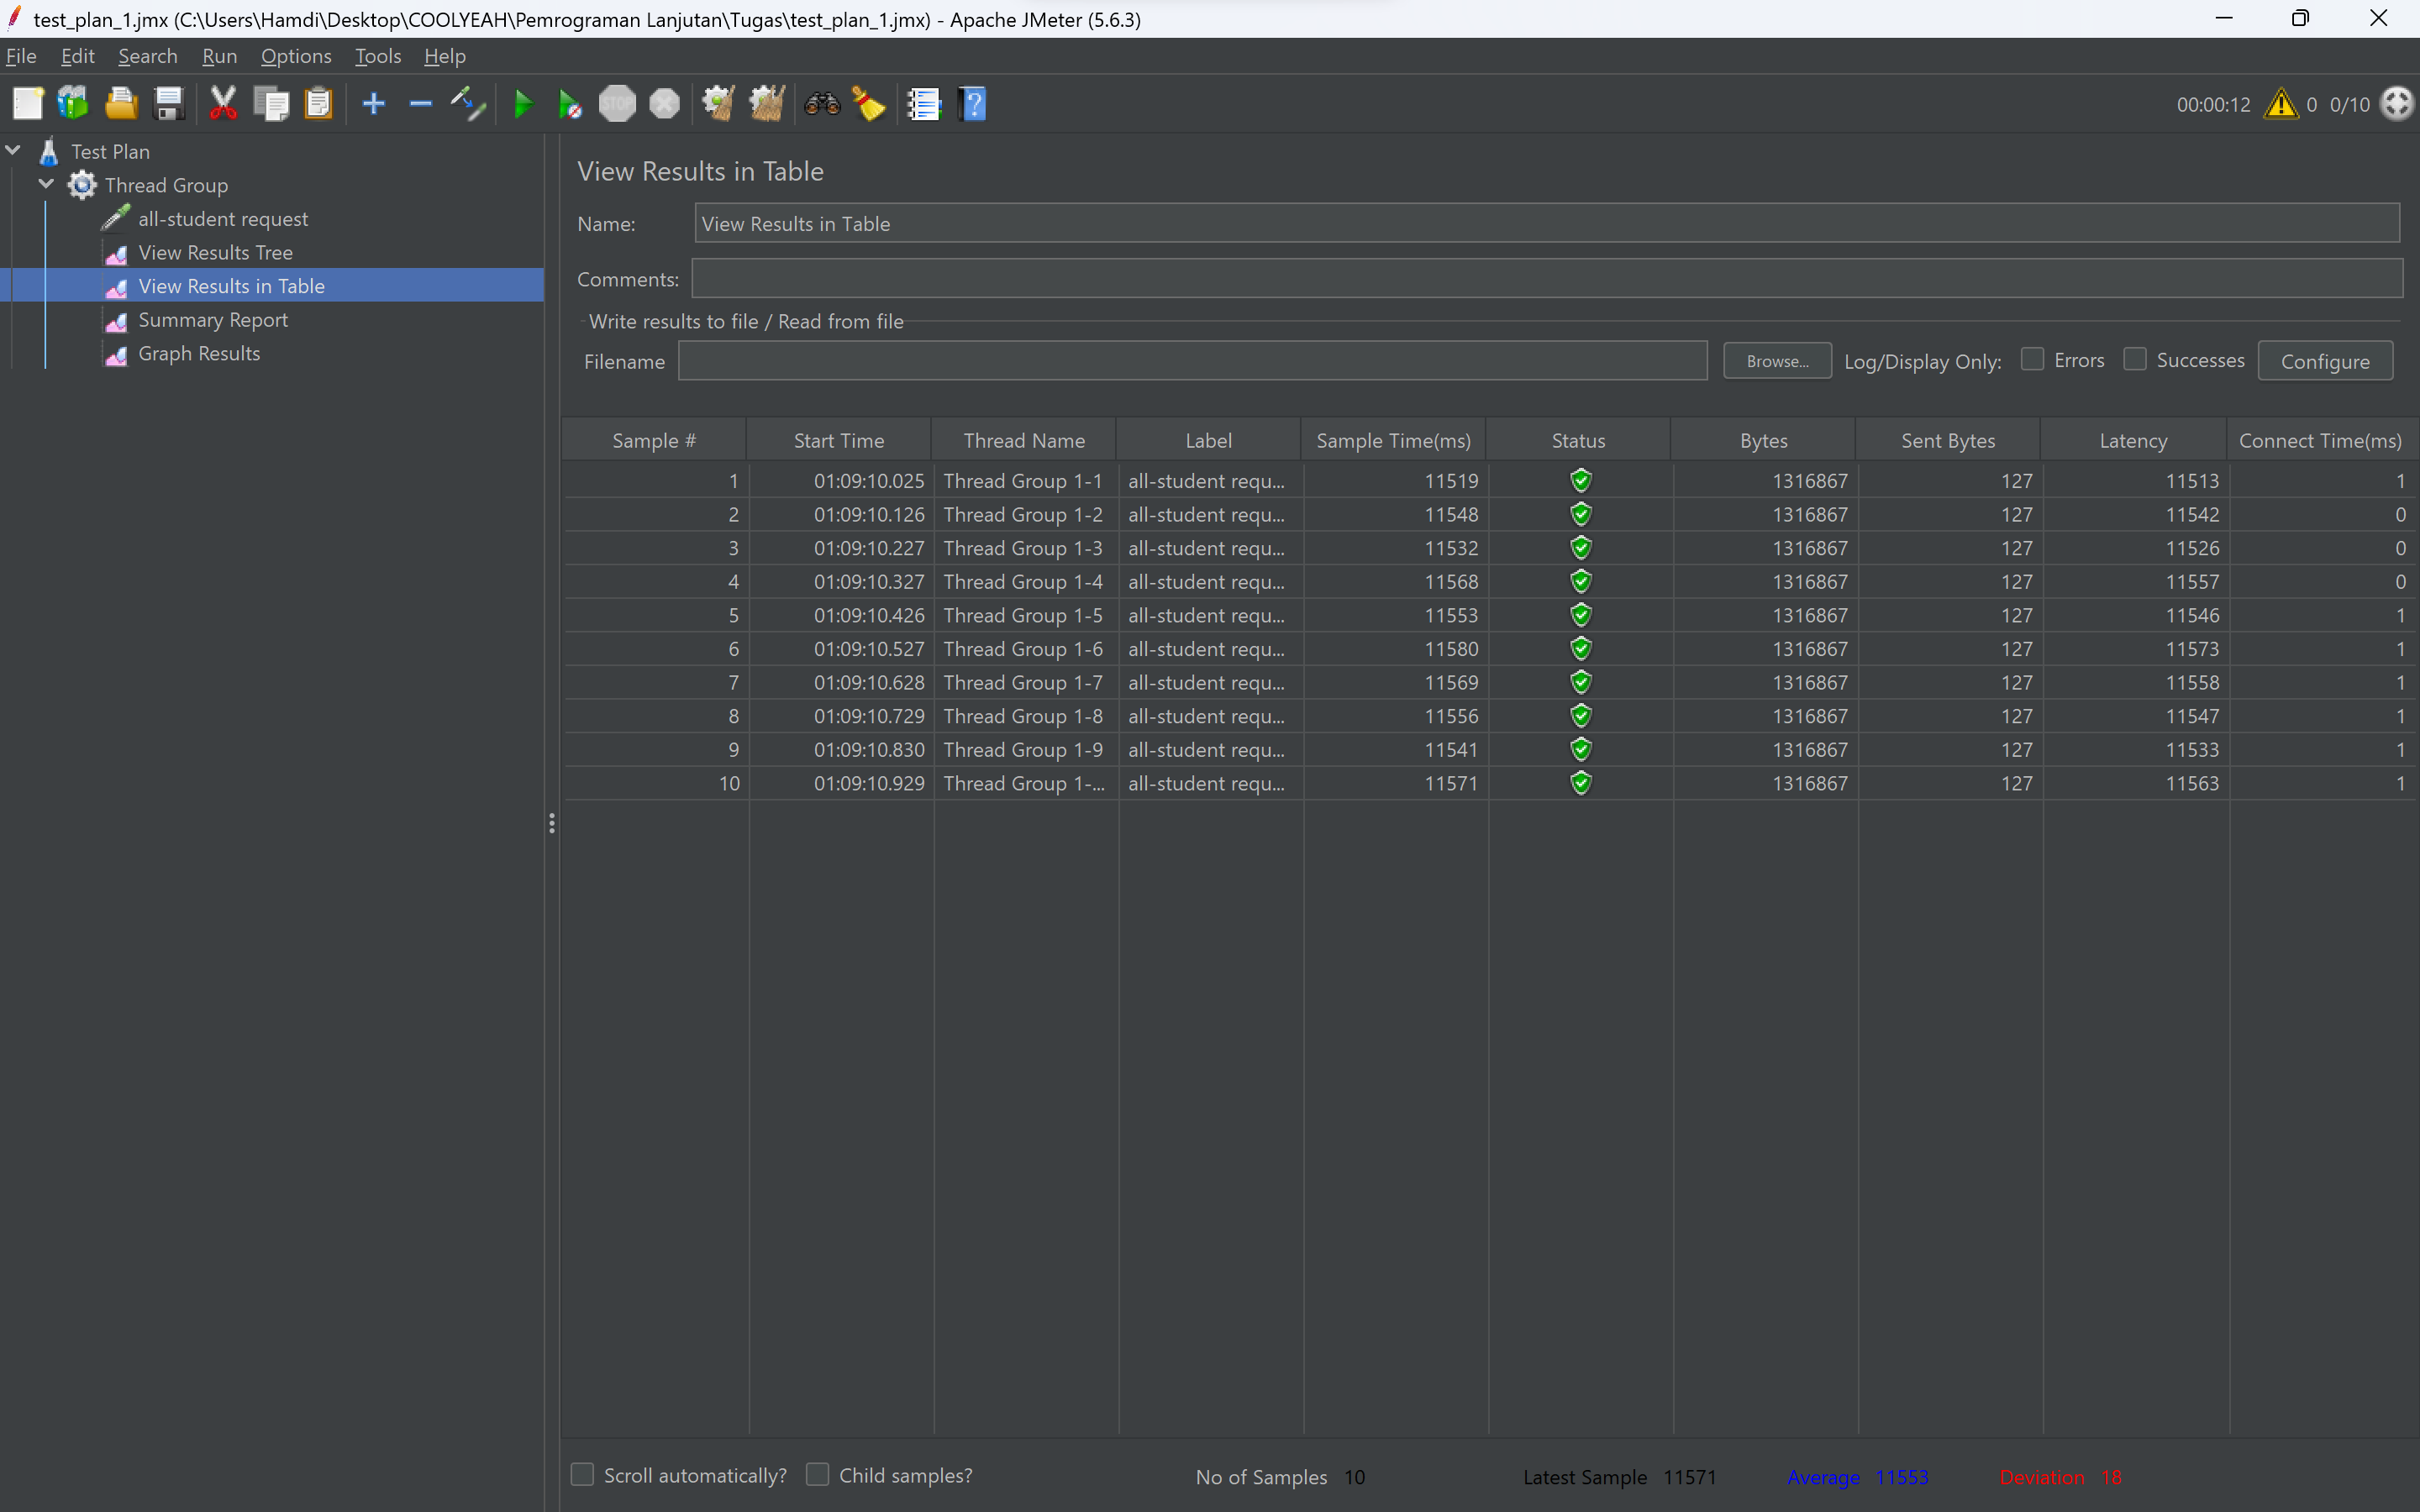 test_plan_1.jmx (C:\Users\Hamdi\Desktop\COOLYEAH\Pemrograman Lanjutan\Tugas\test_plan_1.jmx) - Apache JMeter (5.6.3)
File Edit Search Run Options Tools Help
STOP ? 00:00:12 0 0/10
Test Plan
Thread Group
all-student request
View Results Tree
View Results in Table
Summary Report
Graph Results
View Results in Table
Name: View Results in Table
Comments:
Write results to file / Read from file
Filename Browse... Log/Display Only: Errors Successes Configure
Sample # Start Time Thread Name Label Sample Time(ms) Status Bytes Sent Bytes Latency Connect Time(ms)
1 01:09:10.025 Thread Group 1-1 all-student requ... 11519 1316867 127 11513 1
2 01:09:10.126 Thread Group 1-2 all-student requ... 11548 1316867 127 11542 0
3 01:09:10.227 Thread Group 1-3 all-student requ... 11532 1316867 127 11526 0
4 01:09:10.327 Thread Group 1-4 all-student requ... 11568 1316867 127 11557 0
5 01:09:10.426 Thread Group 1-5 all-student requ... 11553 1316867 127 11546 1
6 01:09:10.527 Thread Group 1-6 all-student requ... 11580 1316867 127 11573 1
7 01:09:10.628 Thread Group 1-7 all-student requ... 11569 1316867 127 11558 1
8 01:09:10.729 Thread Group 1-8 all-student requ... 11556 1316867 127 11547 1
9 01:09:10.830 Thread Group 1-9 all-student requ... 11541 1316867 127 11533 1
10 01:09:10.929 Thread Group 1-... all-student requ... 11571 1316867 127 11563 1
Scroll automatically? Child samples? No of Samples 10 Latest Sample 11571 Average 11553 Deviation 18